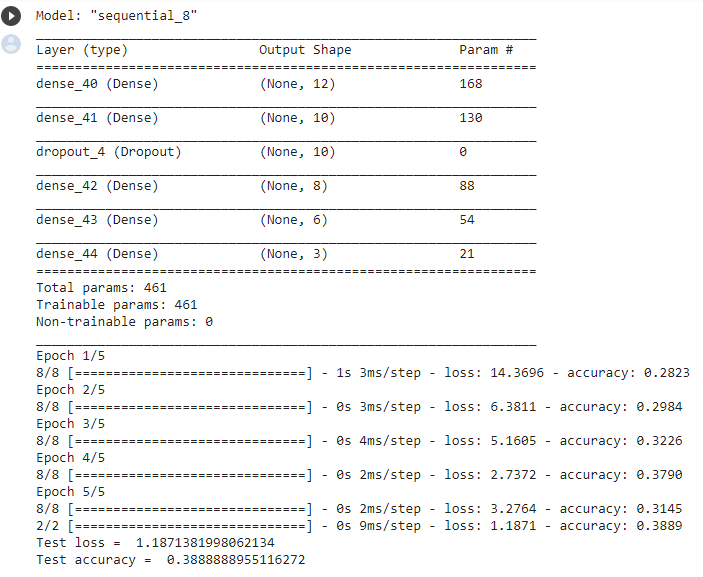 Model: "sequential_8"
_________________________________________________________________
Layer (type)                 Output Shape              Param #
=================================================================
dense_40 (Dense)             (None, 12)                168
_________________________________________________________________
dense_41 (Dense)             (None, 10)                130
_________________________________________________________________
dropout_4 (Dropout)          (None, 10)                0
_________________________________________________________________
dense_42 (Dense)             (None, 8)                 88
_________________________________________________________________
dense_43 (Dense)             (None, 6)                 54
_________________________________________________________________
dense_44 (Dense)             (None, 3)                 21
=================================================================
Total params: 461
Trainable params: 461
Non-trainable params: 0
_________________________________________________________________
Epoch 1/5
8/8 [==============================] - 1s 3ms/step - loss: 14.3696 - accuracy: 0.2823
Epoch 2/5
8/8 [==============================] - 0s 3ms/step - loss: 6.3811 - accuracy: 0.2984
Epoch 3/5
8/8 [==============================] - 0s 4ms/step - loss: 5.1605 - accuracy: 0.3226
Epoch 4/5
8/8 [==============================] - 0s 2ms/step - loss: 2.7372 - accuracy: 0.3790
Epoch 5/5
8/8 [==============================] - 0s 2ms/step - loss: 3.2764 - accuracy: 0.3145
2/2 [==============================] - 0s 9ms/step - loss: 1.1871 - accuracy: 0.3889
Test loss =  1.1871381998062134
Test accuracy =  0.3888888955116272